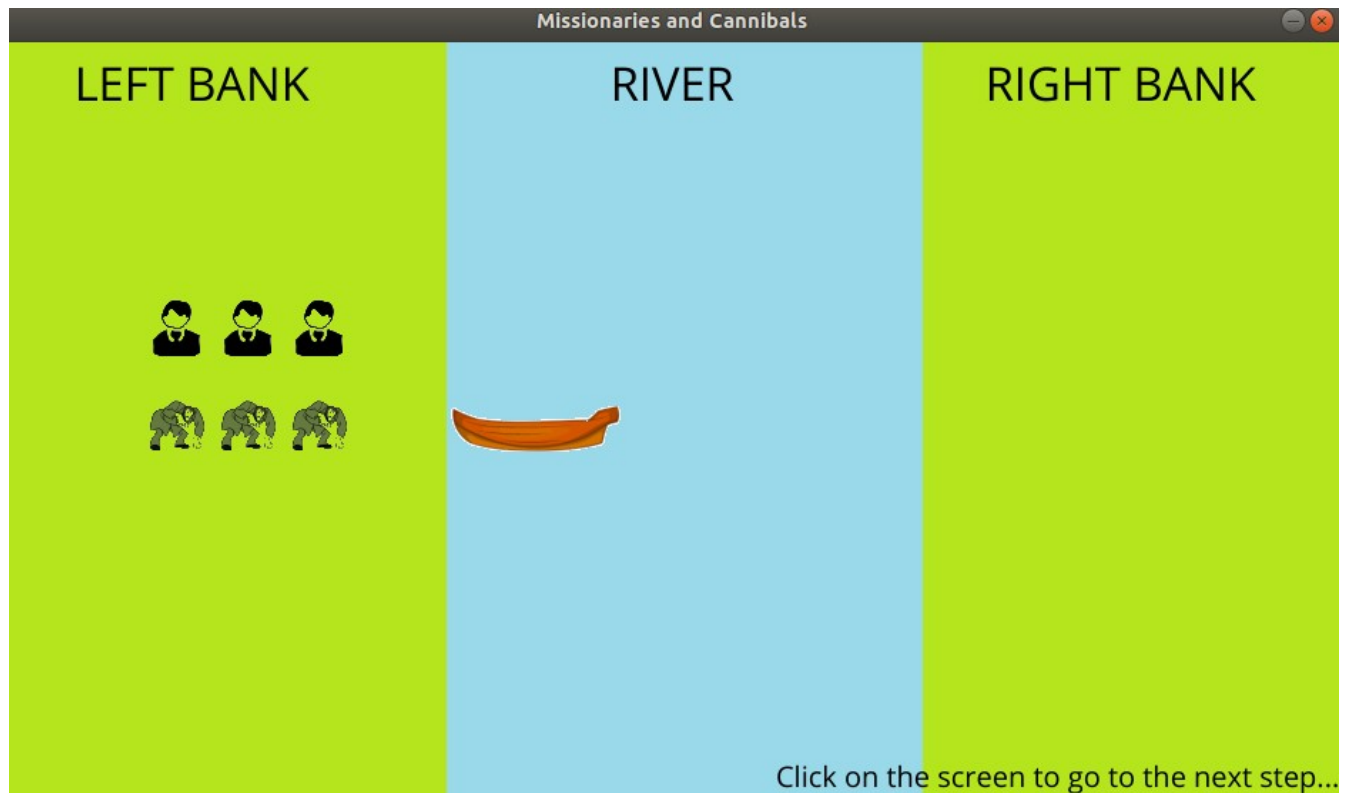 Missionaries and Cannibals
LEFT BANK
RIVER
RIGHT BANK
Click on the screen to go to the next step...